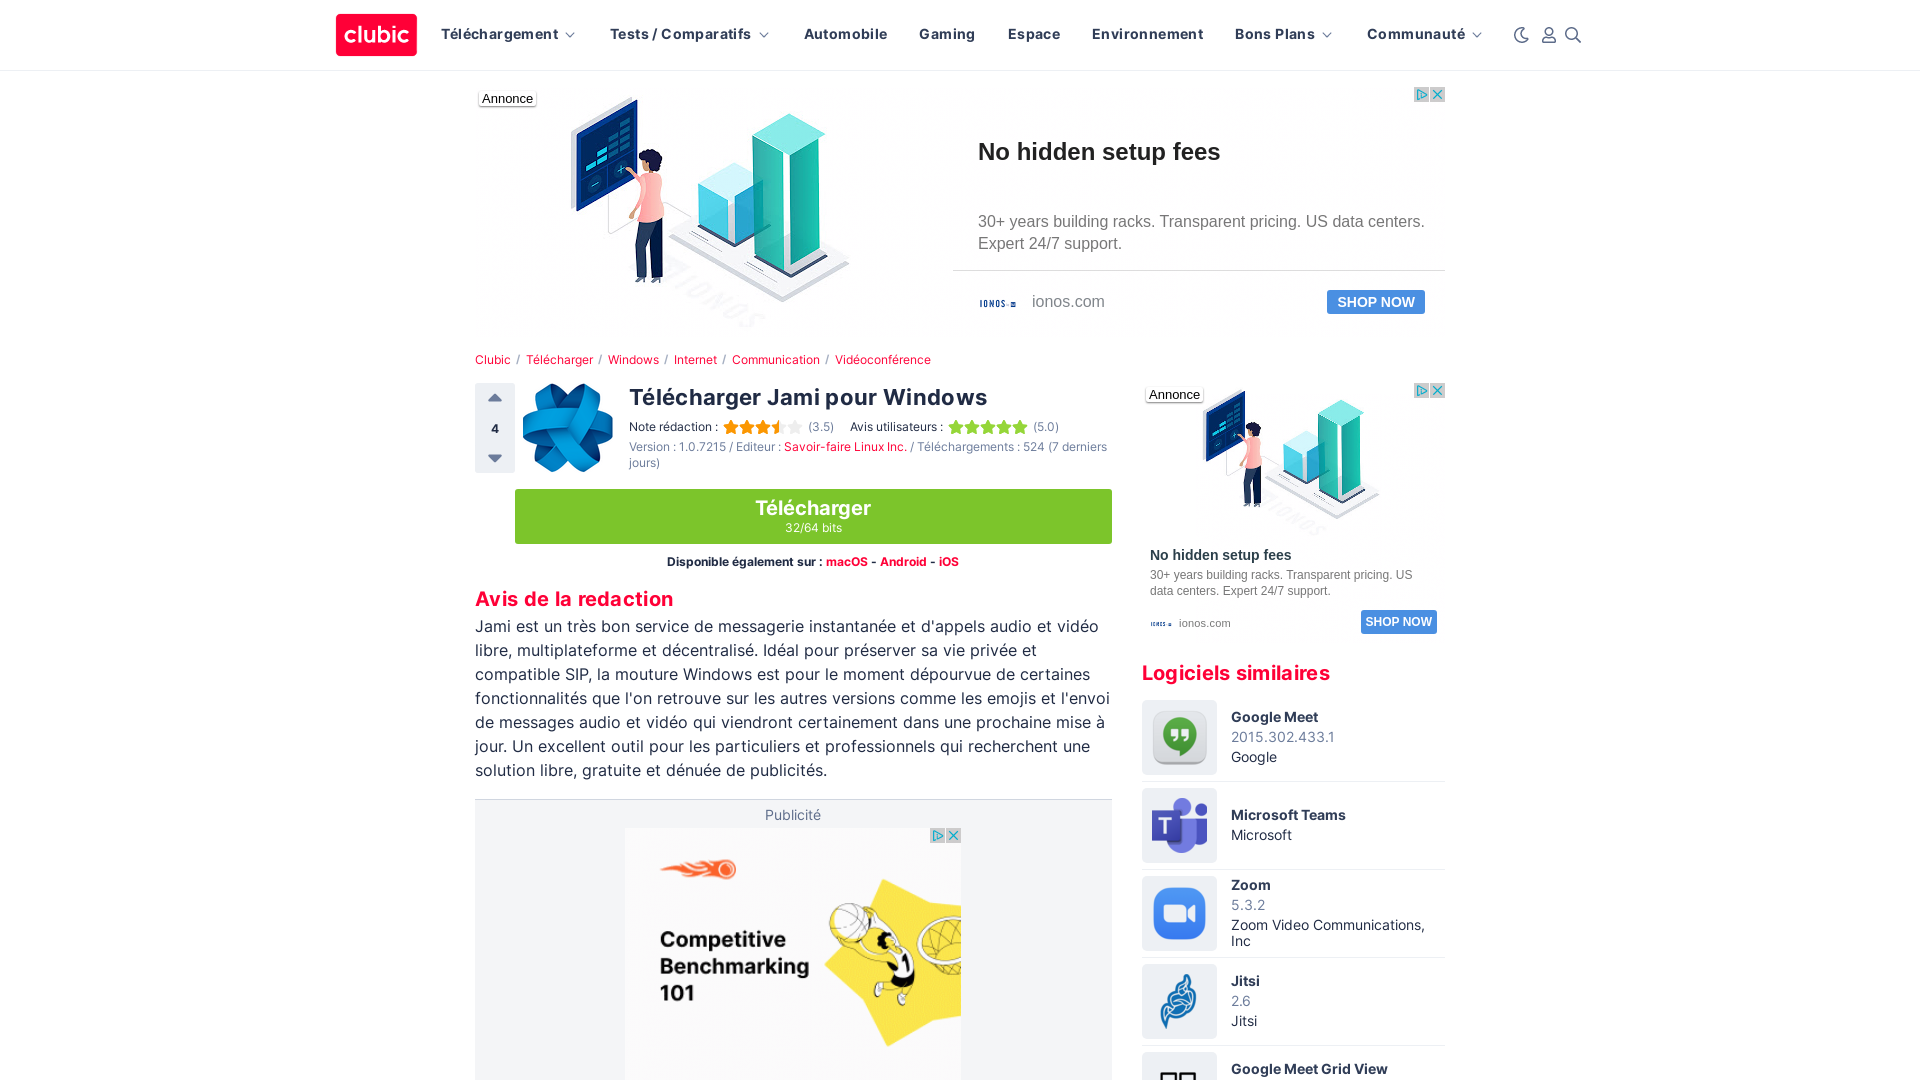 clubic
Téléchargement
Tests / Comparatifs
Automobile
Gaming
Espace
Environnement
Bons Plans
Communauté
Annonce
No hidden setup fees
30+ years building racks. Transparent pricing. US data centers.
Expert 24/7 support.
IONOS
IONOS
ionos.com
SHOP NOW
Clubic / Télécharger / Windows / Internet / Communication / Vidéoconférence
4
Télécharger Jami pour Windows
Note rédaction : (3.5) Avis utilisateurs : (5.0)
Version : 1.0.7215 / Editeur : Savoir-faire Linux Inc. / Téléchargements : 524 (7 derniers
jours)
Télécharger
32/64 bits
Disponible également sur : macOS - Android - iOS
Avis de la redaction
Jami est un très bon service de messagerie instantanée et d'appels audio et vidéo
libre, multiplateforme et décentralisé. Idéal pour préserver sa vie privée et
compatible SIP, la mouture Windows est pour le moment dépourvue de certaines
fonctionnalités que l'on retrouve sur les autres versions comme les emojis et l'envoi
de messages audio et vidéo qui viendront certainement dans une prochaine mise à
jour. Un excellent outil pour les particuliers et professionnels qui recherchent une
solution libre, gratuite et dénuée de publicités.
Publicité
Competitive
Benchmarking
101
Annonce
IONOS
No hidden setup fees
30+ years building racks. Transparent pricing. US
data centers. Expert 24/7 support.
IONOS
ionos.com
SHOP NOW
Logiciels similaires
Google Meet
2015.302.433.1
Google
T
Microsoft Teams
Microsoft
Zoom
5.3.2
Zoom Video Communications,
Inc
Jitsi
2.6
Jitsi
Google Meet Grid View